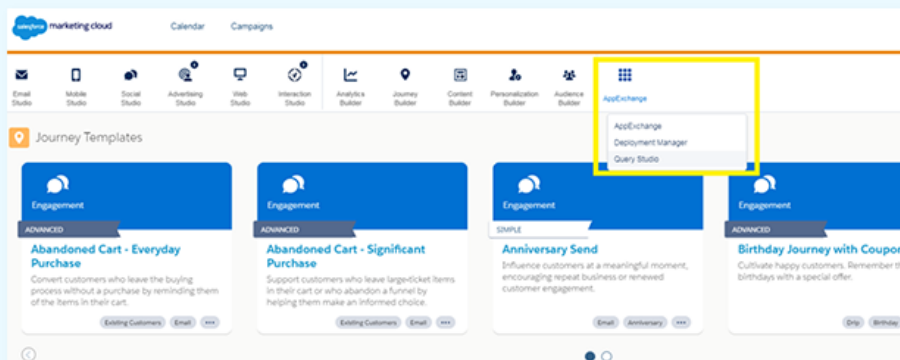 salesforce marketing cloud Calendar Campaigns
Email Studio
Mobile Studio
Social Studio
Advertising Studio
Web Studio
Interaction Studio
Analytics Builder
Journey Builder
Content Builder
Personalization Builder
Audience Builder
AppExchange
AppExchange
Deployment Manager
Query Studio
Journey Templates
Engagement
ADVANCED
Abandoned Cart - Everyday
Purchase
Convert customers who leave the buying
process without a purchase by reminding them
of the items in their cart.
Existing Customers Email •••
Engagement
ADVANCED
Abandoned Cart - Significant
Purchase
Support customers who leave large-ticket items
in their cart or who abandon a funnel by
helping them make an informed choice.
Existing Customers Email •••
Engagement
SIMPLE
Anniversary Send
Influence customers at a meaningful moment,
encouraging repeat business or renewed
customer engagement.
Email Anniversary •••
Engagement
ADVANCED
Birthday Journey with Coupon
Cultivate happy customers. Remember th
birthdays with a special offer.
Drip Birthday